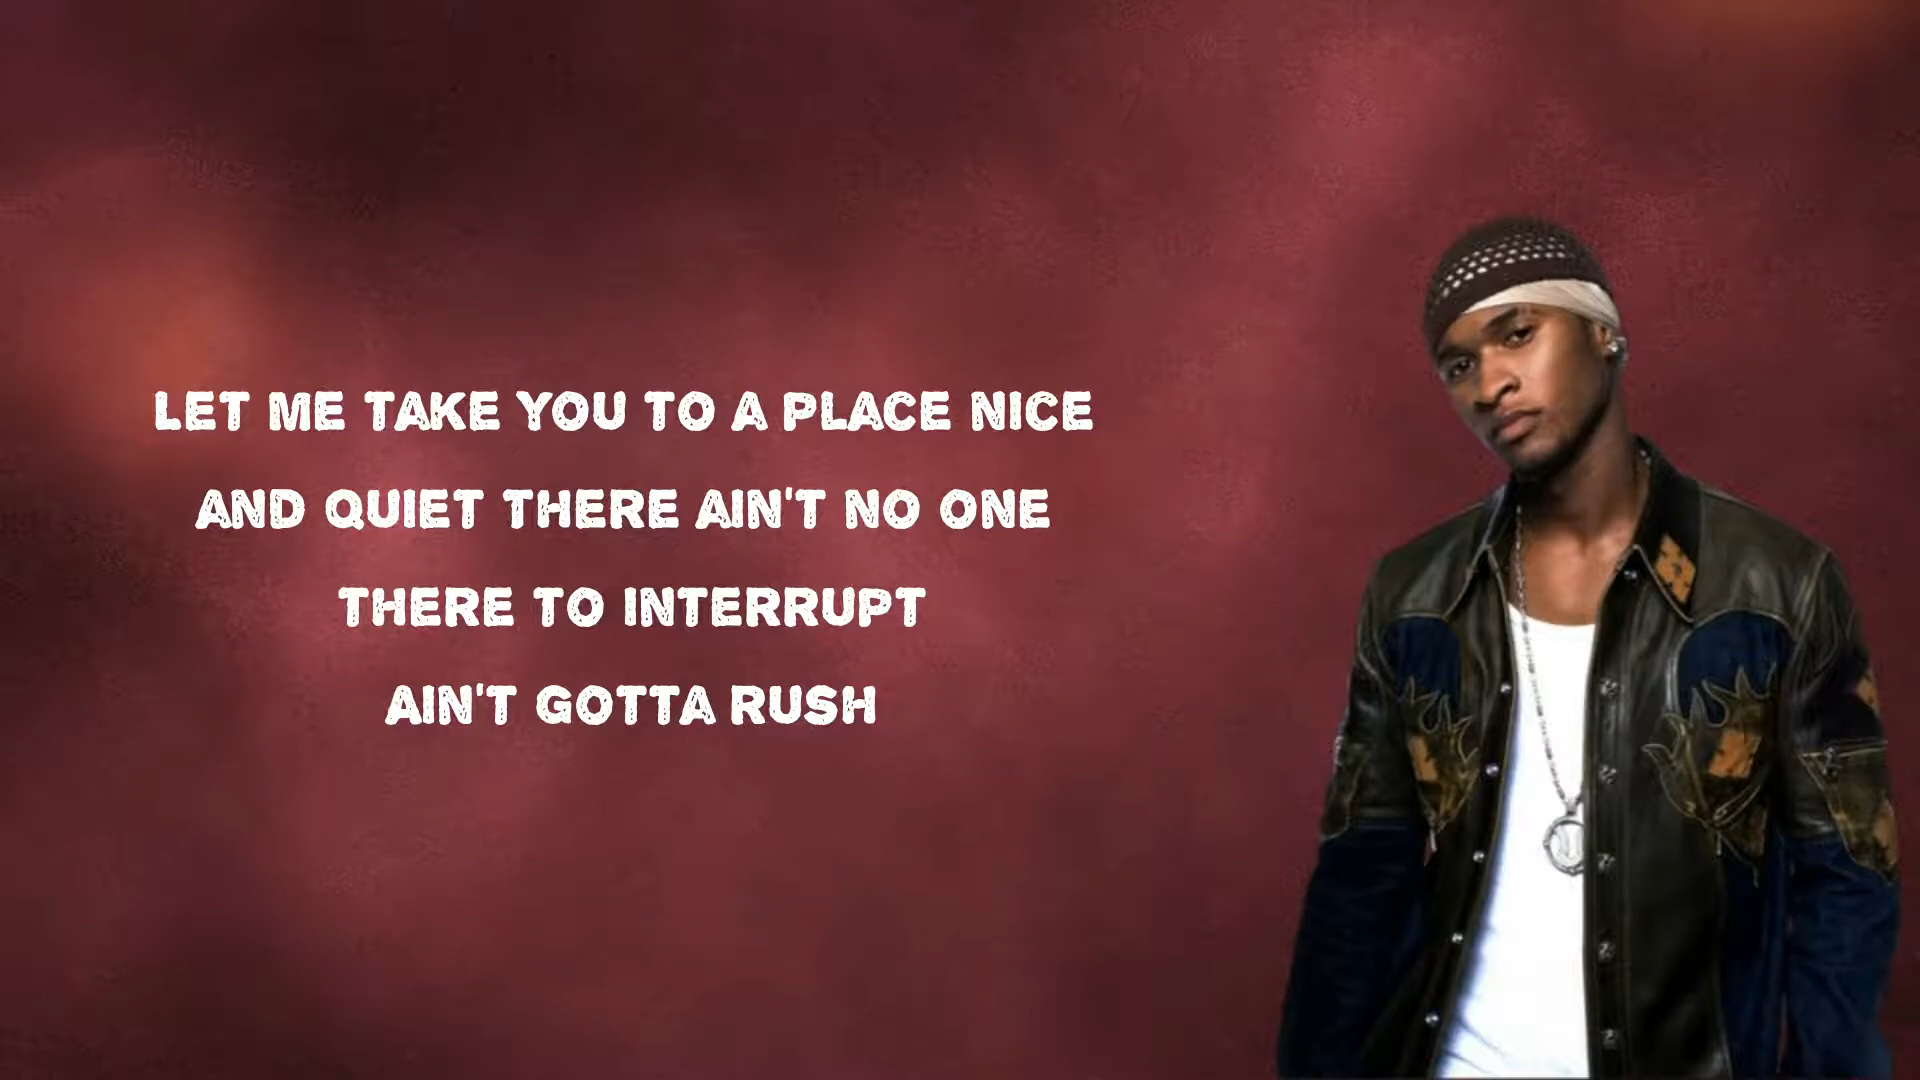 LET ME TAKE YOU TO A PLACE NICE
AND QUIET THERE AIN'T NO ONE
THERE TO INTERRUPT
AIN'T GOTTA RUSH